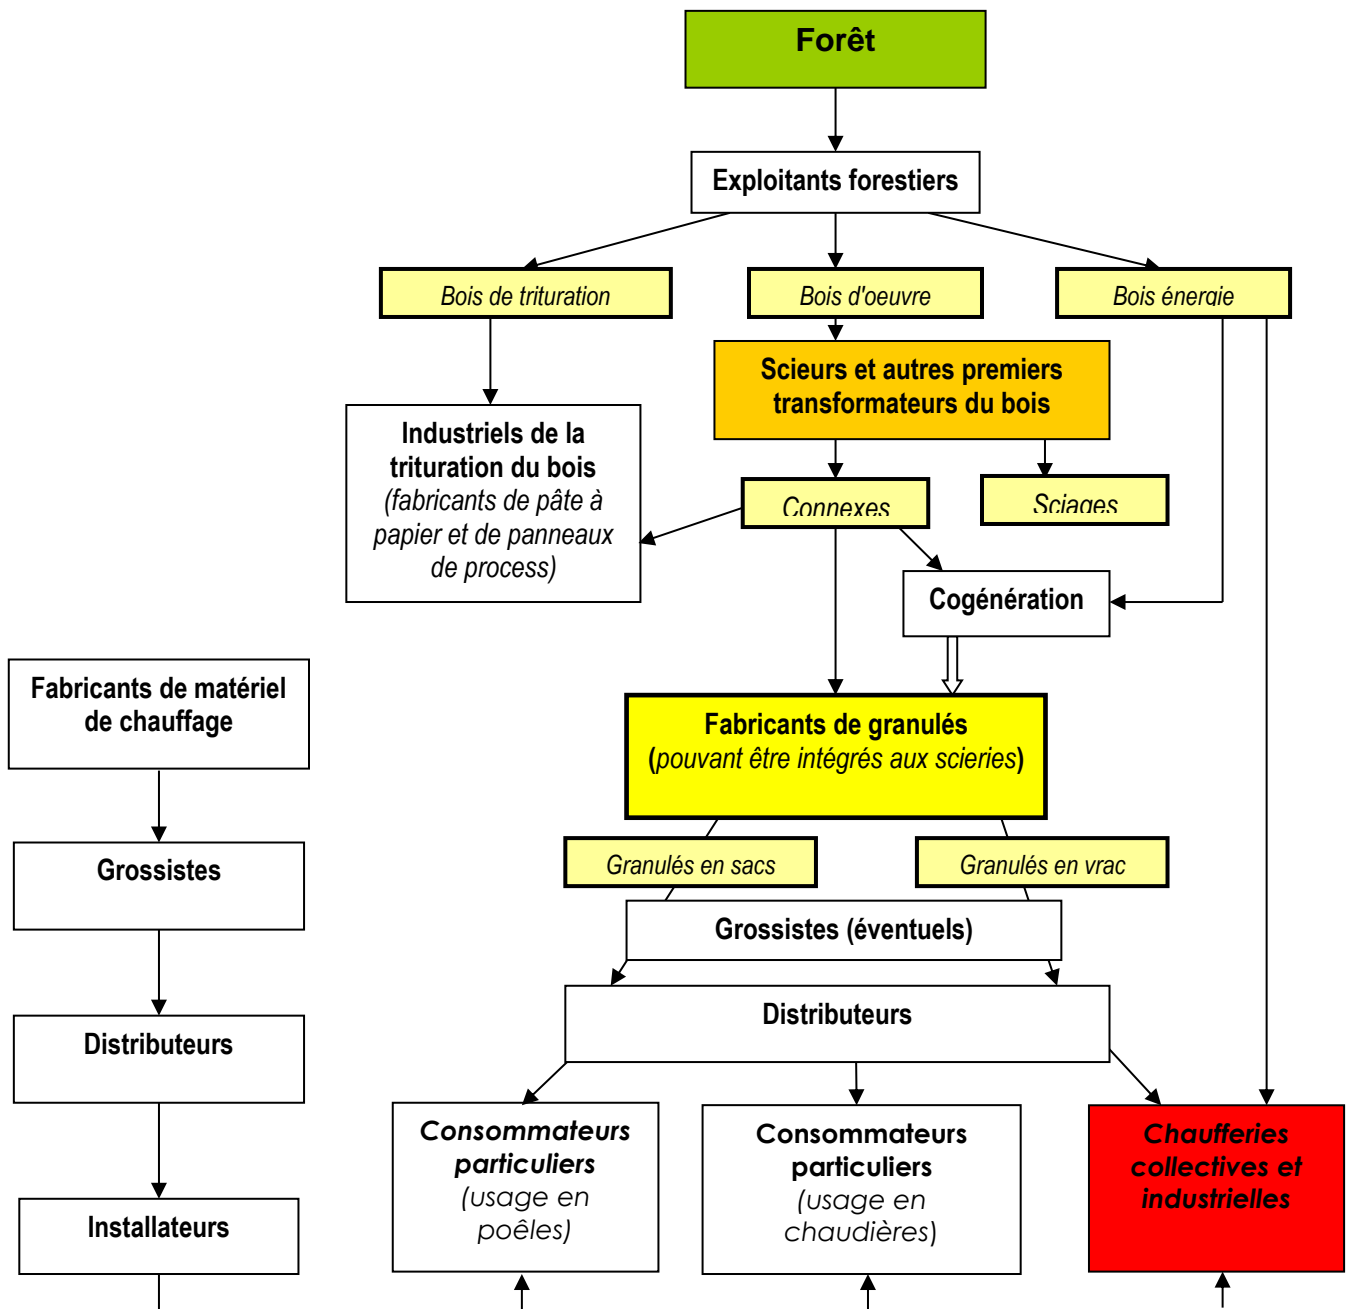 Forêt
Exploitants forestiers
Bois de trituration
Bois d'oeuvre
Bois énergie
Scieurs et autres premiers
transformateurs du bois
Industriels de la
trituration du bois
(fabricants de pâte à
papier et de panneaux
de process)
Connexes
Sciages
Cogénération
Fabricants de matériel
de chauffage
Fabricants de granulés
(pouvant être intégrés aux scieries)
Grossistes
Granulés en sacs
Granulés en vrac
Grossistes (éventuels)
Distributeurs
Distributeurs
Consommateurs
particuliers
(usage en
poêles)
Consommateurs
particuliers
(usage en
chaudières)
Chaufferies
collectives et
industrielles
Installateurs